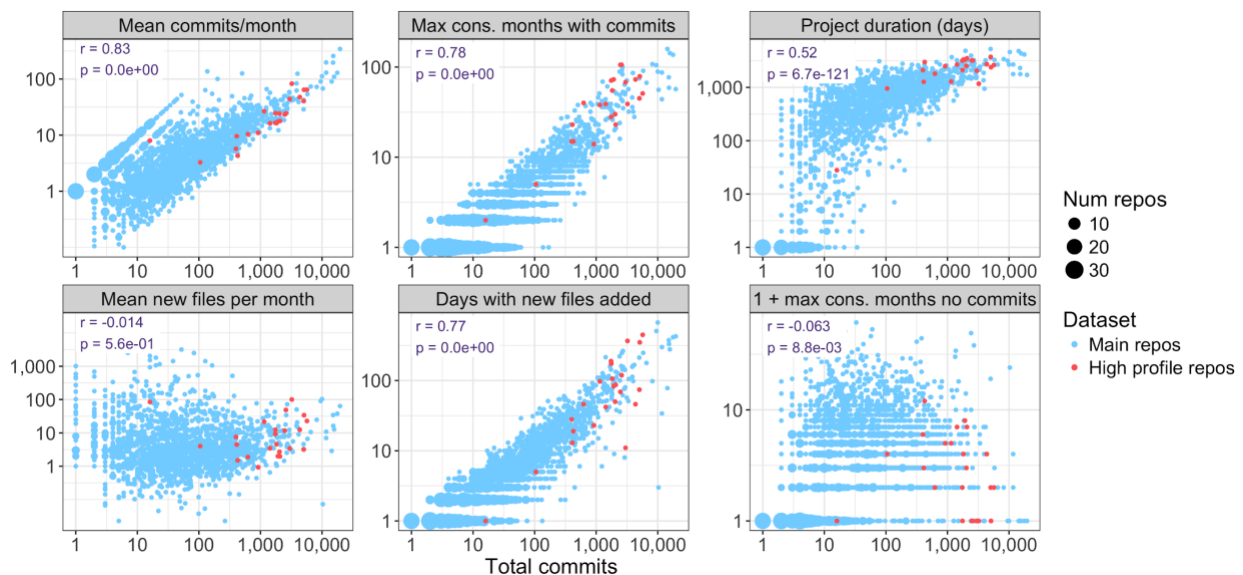 Mean commits/month
r = 0.83
p = 0.0e+00
100
10
1
1 10 100 1,000 10,000
Max cons. months with commits
r = 0.78
p = 0.0e+00
100
10
1
1 10 100 1,000 10,000
Project duration (days)
r = 0.52
p = 6.7e-121
1,000
100
10
1
1 10 100 1,000 10,000
Mean new files per month
r = -0.014
p = 5.6e-01
1,000
100
10
1
1 10 100 1,000 10,000
Days with new files added
r = 0.77
p = 0.0e+00
100
10
1
1 10 100 1,000 10,000
1 + max cons. months no commits
r = -0.063
p = 8.8e-03
10
1
1 10 100 1,000 10,000
Total commits
Num repos
10
20
30
Dataset
Main repos
High profile repos